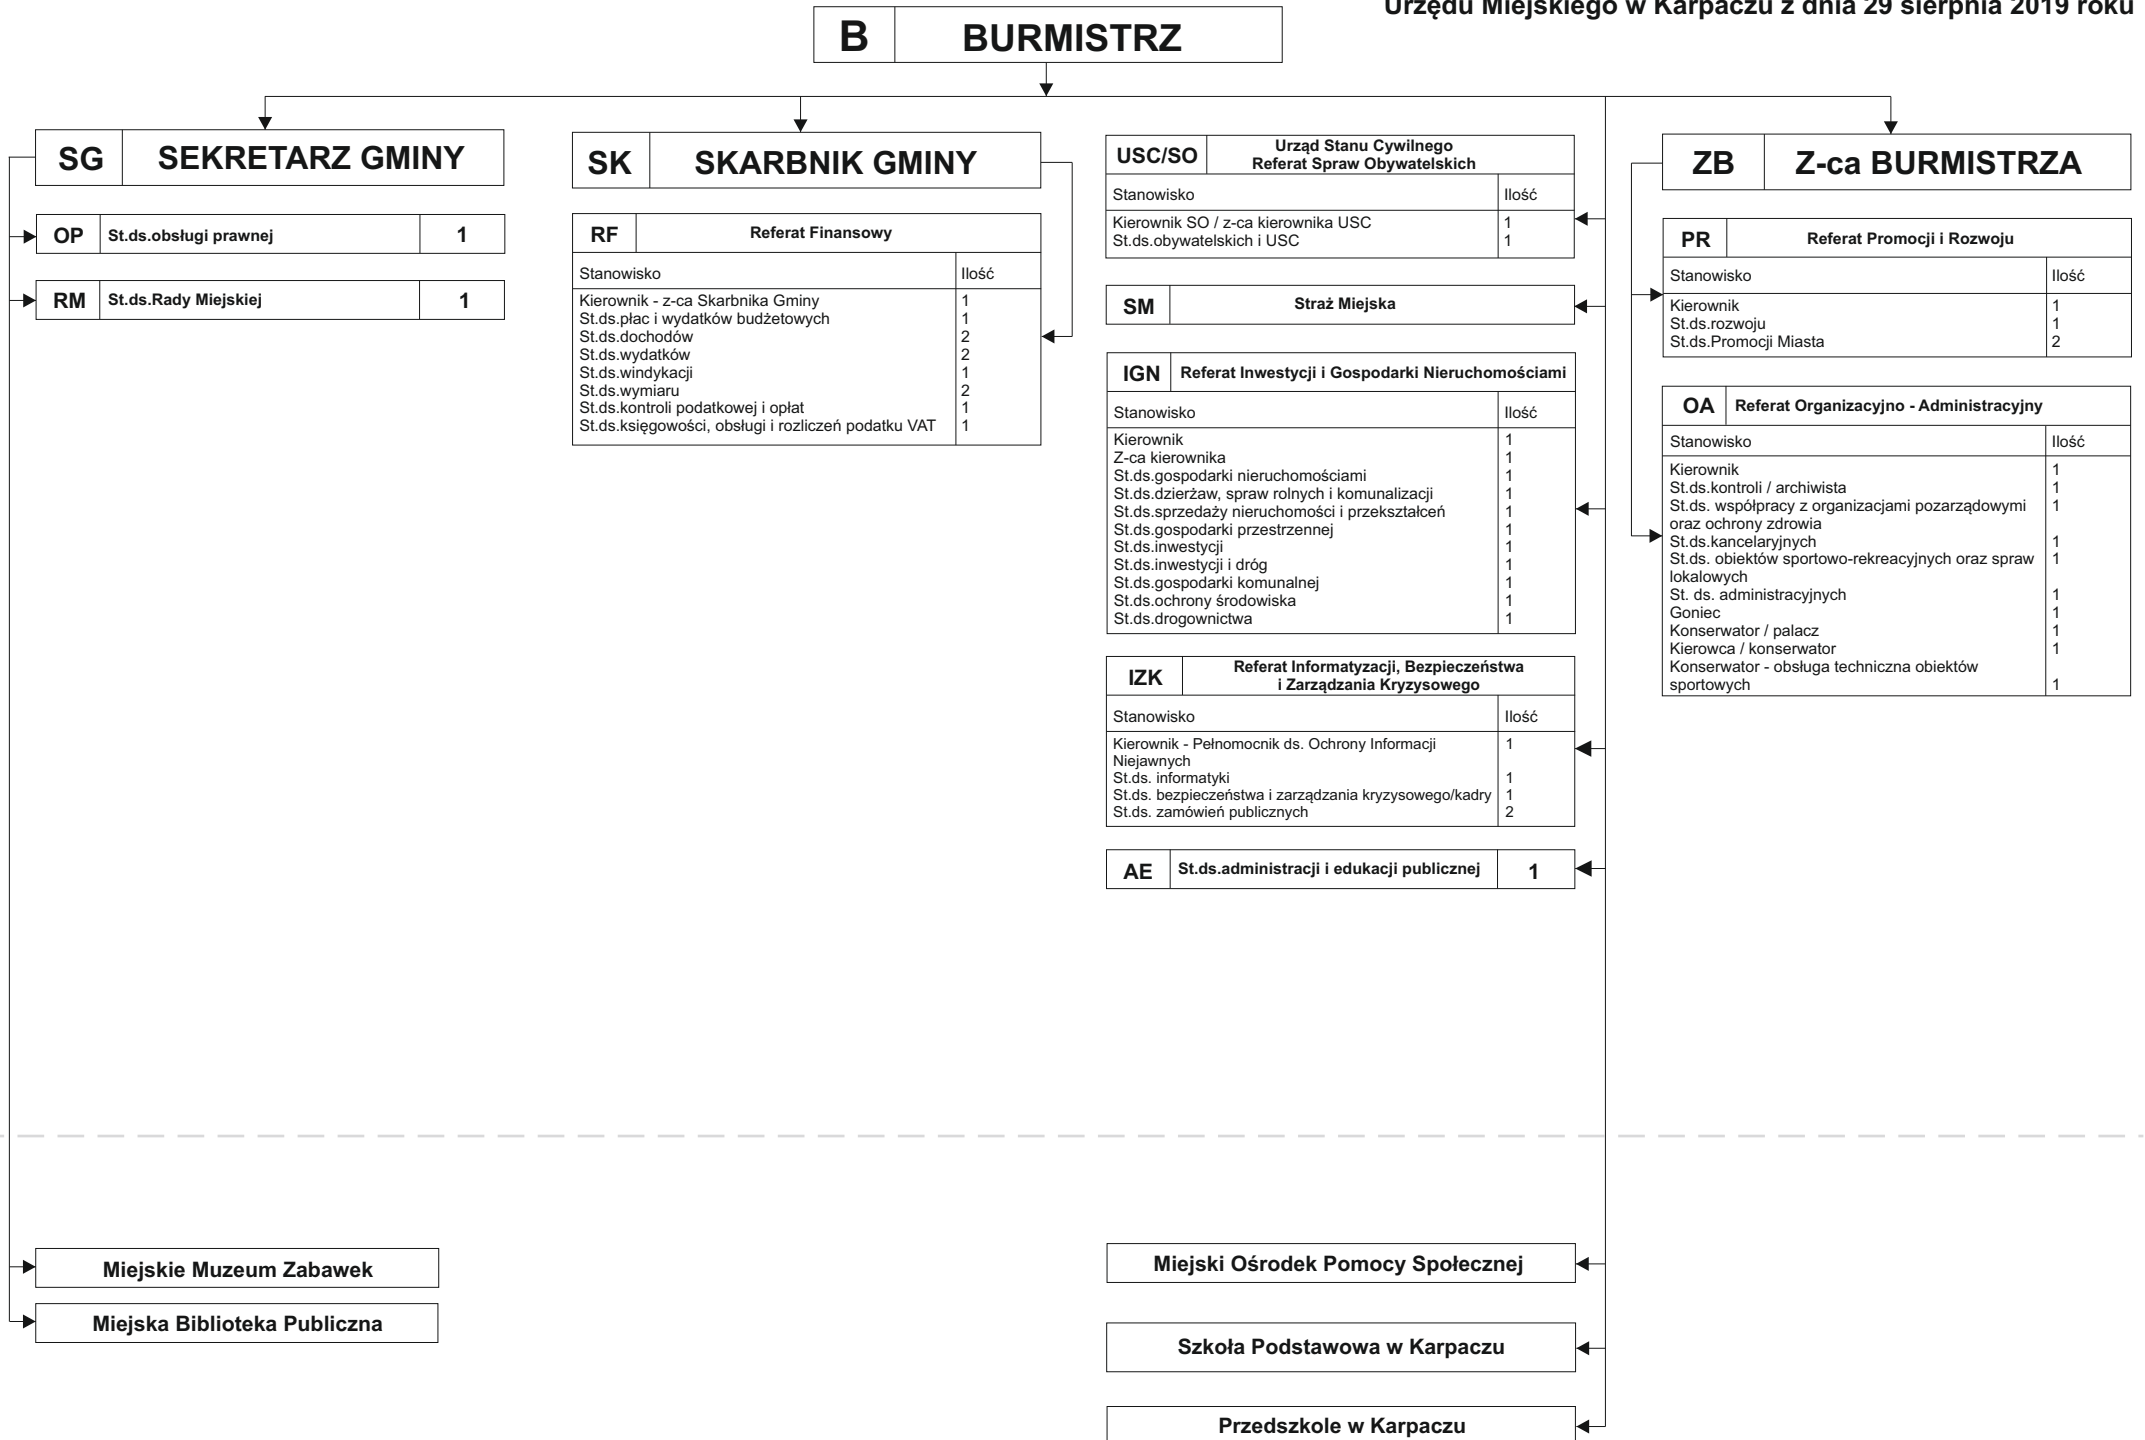 Urzędu Miejskiego w Karpaczu z dnia 29 sierpnia 2019 roku
B BURMISTRZ
SG SEKRETARZ GMINY
OP St.ds.obsługi prawnej 1
RM St.ds.Rady Miejskiej 1
SK SKARBNIK GMINY
RF Referat Finansowy
Stanowisko Ilość
Kierownik - z-ca Skarbnika Gminy 1
St.ds.płac i wydatków budżetowych 1
St.ds.dochodów 2
St.ds.wydatków 2
St.ds.windykacji 1
St.ds.wymiaru 2
St.ds.kontroli podatkowej i opłat 1
St.ds.księgowości, obsługi i rozliczeń podatku VAT 1
USC/SO Urząd Stanu Cywilnego
Referat Spraw Obywatelskich
Stanowisko Ilość
Kierownik SO / z-ca kierownika USC 1
St.ds.obywatelskich i USC 1
SM Straż Miejska
IGN Referat Inwestycji i Gospodarki Nieruchomościami
Stanowisko Ilość
Kierownik 1
Z-ca kierownika 1
St.ds.gospodarki nieruchomościami 1
St.ds.dzierżaw, spraw rolnych i komunalizacji 1
St.ds.sprzedaży nieruchomości i przekształceń 1
St.ds.gospodarki przestrzennej 1
St.ds.inwestycji 1
St.ds.inwestycji i dróg 1
St.ds.gospodarki komunalnej 1
St.ds.ochrony środowiska 1
St.ds.drogownictwa 1
IZK Referat Informatyzacji, Bezpieczeństwa
i Zarządzania Kryzysowego
Stanowisko Ilość
Kierownik - Pełnomocnik ds. Ochrony Informacji 1
Niejawnych
St.ds. informatyki 1
St.ds. bezpieczeństwa i zarządzania kryzysowego/kadry 1
St.ds. zamówień publicznych 2
AE St.ds.administracji i edukacji publicznej 1
ZB Z-ca BURMISTRZA
PR Referat Promocji i Rozwoju
Stanowisko Ilość
Kierownik 1
St.ds.rozwoju 1
St.ds.Promocji Miasta 2
OA Referat Organizacyjno - Administracyjny
Stanowisko Ilość
Kierownik 1
St.ds.kontroli / archiwista 1
St.ds. współpracy z organizacjami pozarządowymi 1
oraz ochrony zdrowia
St.ds.kancelaryjnych 1
St.ds. obiektów sportowo-rekreacyjnych oraz spraw 1
lokalowych
St. ds. administracyjnych 1
Goniec 1
Konserwator / palacz 1
Kierowca / konserwator 1
Konserwator - obsługa techniczna obiektów
sportowych 1
Miejskie Muzeum Zabawek
Miejska Biblioteka Publiczna
Miejski Ośrodek Pomocy Społecznej
Szkoła Podstawowa w Karpaczu
Przedszkole w Karpaczu